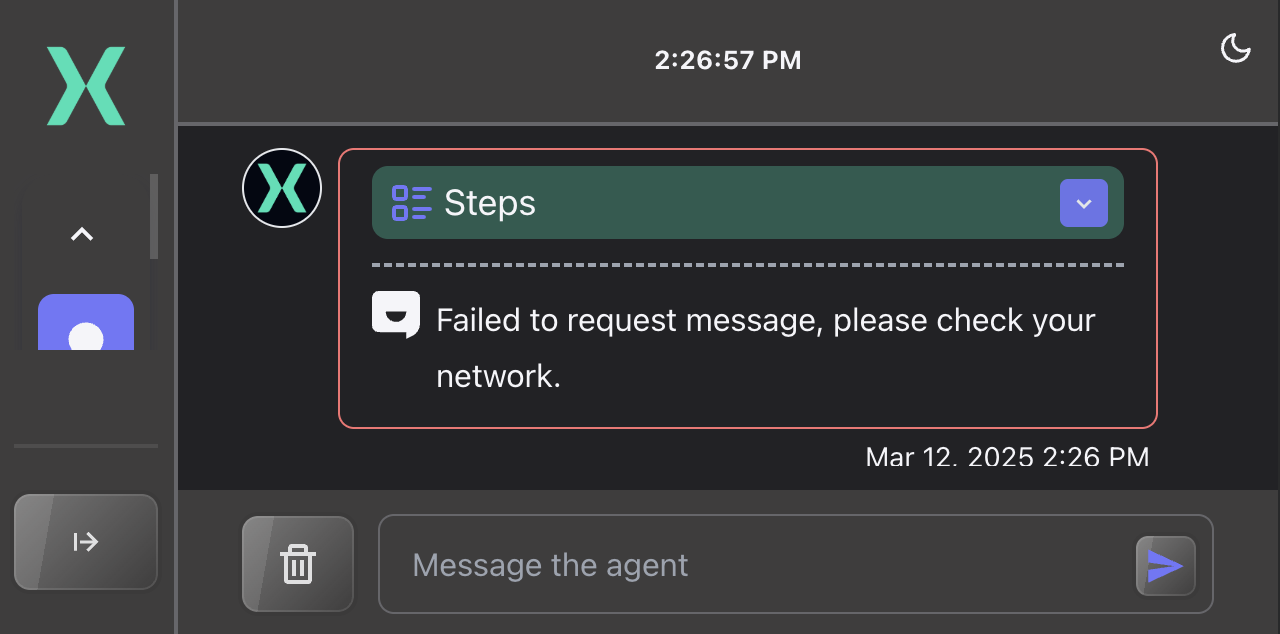 2:26:57 PM
Steps
Failed to request message, please check your
network.
Mar 12, 2025 2:26 PM
Message the agent